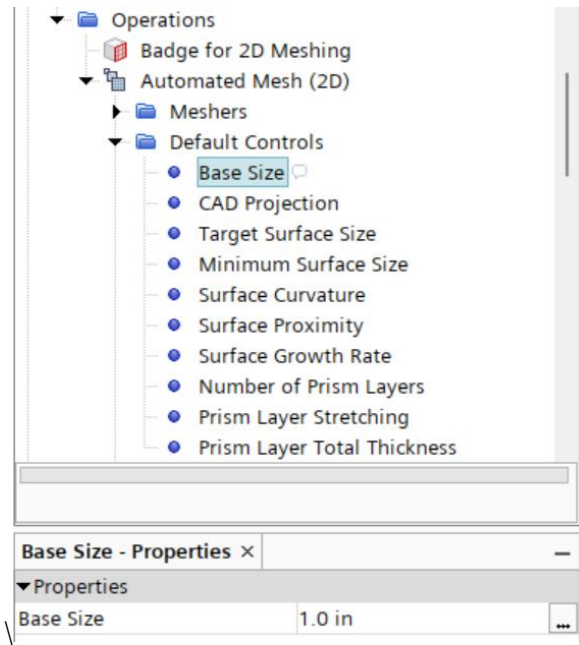 Operations
Badge for 2D Meshing
Automated Mesh (2D)
Meshers
Default Controls
Base Size
CAD Projection
Target Surface Size
Minimum Surface Size
Surface Curvature
Surface Proximity
Surface Growth Rate
Number of Prism Layers
Prism Layer Stretching
Prism Layer Total Thickness
Base Size - Properties ×
Properties
Base Size 1.0 in ...
\